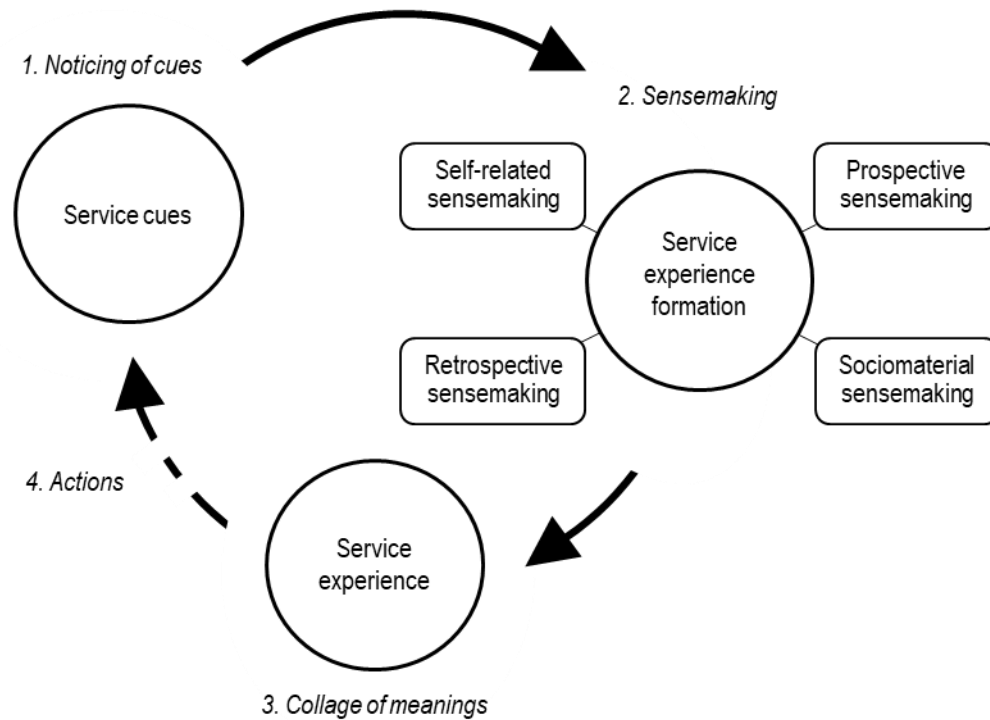 1. Noticing of cues
Service cues
2. Sensemaking
Self-related
sensemaking
Prospective
sensemaking
Service
experience
formation
Retrospective
sensemaking
Sociomaterial
sensemaking
3. Collage of meanings
Service
experience
4. Actions